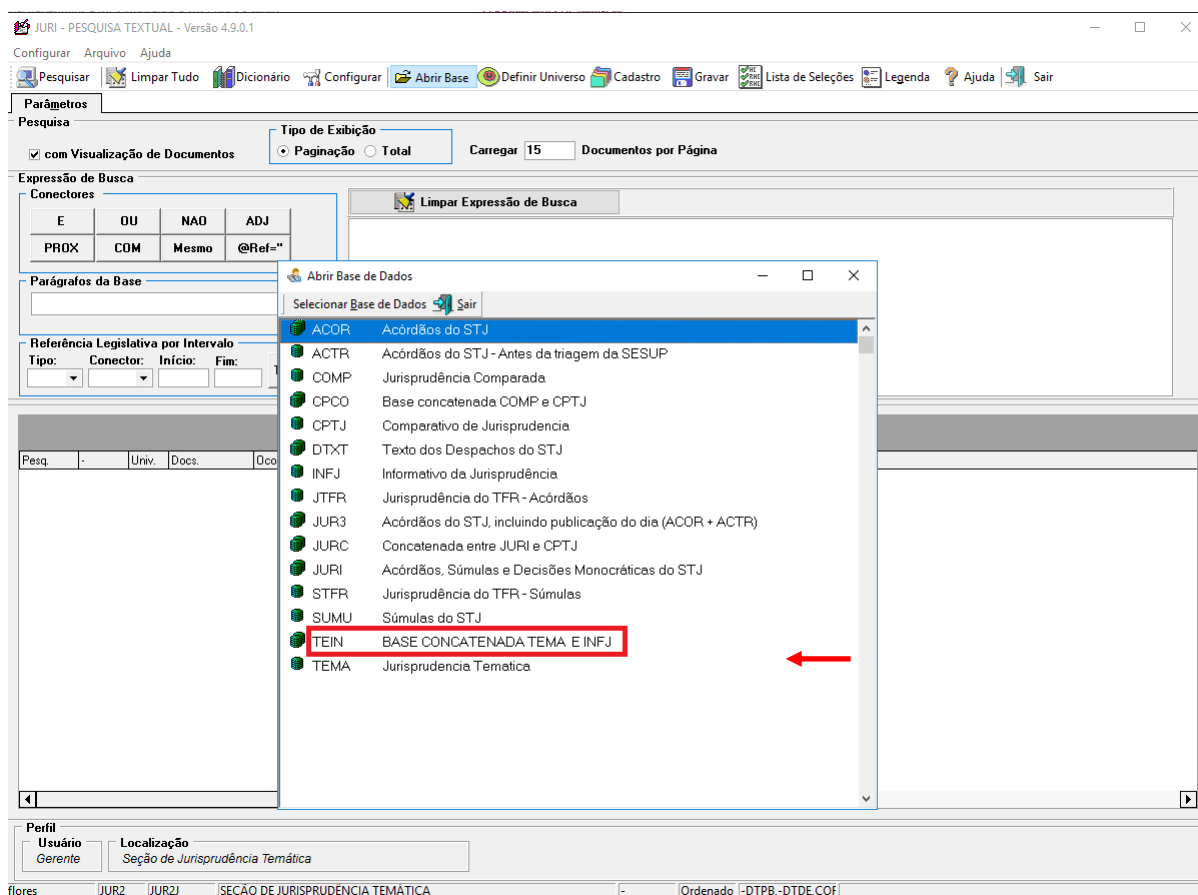 JURI - PESQUISA TEXTUAL - Versão 4.9.0.1
Configurar Arquivo Ajuda
Pesquisar Limpar Tudo Dicionário Configurar Abrir Base Definir Universo Cadastro Gravar Lista de Seleções Legenda Ajuda Sair
Parâmetros
Pesquisa
com Visualização de Documentos
Tipo de Exibição
Paginação Total
Carregar 15 Documentos por Página
Expressão de Busca
Conectores
E OU NAO ADJ
PROX COM Mesmo @Ref="
Limpar Expressão de Busca
Parágrafos da Base
Referência Legislativa por Intervalo
Tipo: Conector: Início: Fim:
Pesq. - Univ. Docs. Oco
Abrir Base de Dados
Selecionar Base de Dados Sair
ACOR Acórdãos do STJ
ACTR Acórdãos do STJ - Antes da triagem da SESUP
COMP Jurisprudência Comparada
CPCO Base concatenada COMP e CPTJ
CPTJ Comparativo de Jurisprudencia
DTXT Texto dos Despachos do STJ
INFJ Informativo da Jurisprudência
JTFR Jurisprudência do TFR - Acórdãos
JUR3 Acórdãos do STJ, incluindo publicação do dia (ACOR + ACTR)
JURC Concatenada entre JURI e CPTJ
JURI Acórdãos, Súmulas e Decisões Monocráticas do STJ
STFR Jurisprudência do TFR - Súmulas
SUMU Súmulas do STJ
TEIN BASE CONCATENADA TEMA E INFJ
TEMA Jurisprudencia Tematica
Perfil
Usuário
Gerente
Localização
Seção de Jurisprudência Temática
flores JUR2 JUR2J SEÇÃO DE JURISPRUDÊNCIA TEMÁTICA - Ordenado -DTPB.-DTDE.COF